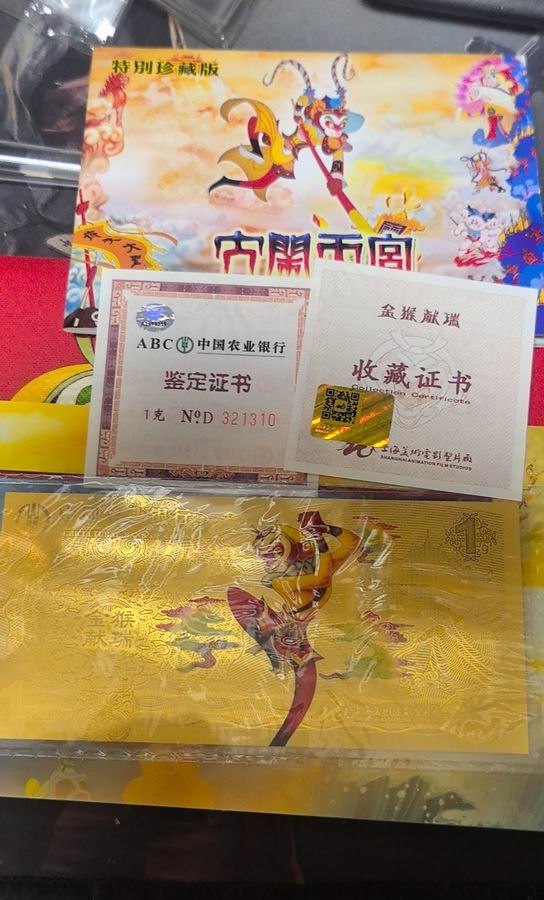 特别珍藏版
大闹天宫
ABC 中国农业银行
鉴定证书
1克 NºD 321310
金猴献瑞
收藏证书
Collection Certificate
上海美术电影制片厂
SHANGHAI ANIMATION FILM STUDIOS
1
金猴
献瑞